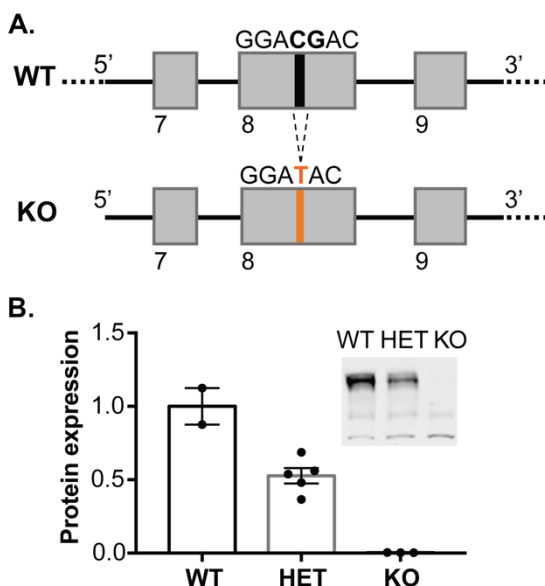 A.
GGACGAC
WT
5’
3’
7
8
9
GGATAC
KO
5’
3’
7
8
9
B.
Protein expression
1.5
1.0
0.5
0.0
WT HET KO
WT
HET
KO